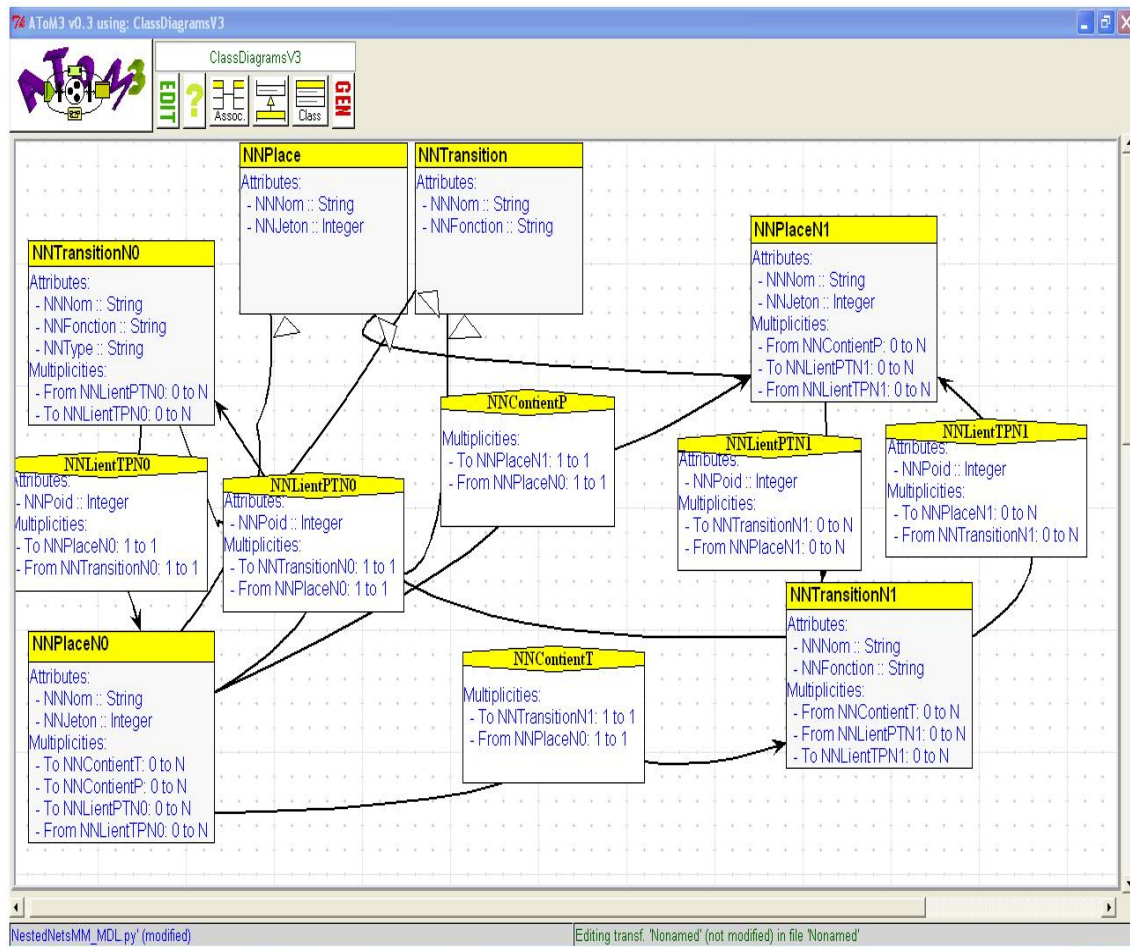 AToM3 v0.3 using: ClassDiagramsV3
AToM3
ClassDiagramsV3
EDIT
?
Assoc.
Class
GEN
NNPlace
Attributes:
- NNNom :: String
- NNJeton :: Integer
NNTransition
Attributes:
- NNNom :: String
- NNFonction :: String
NNTransitionN0
Attributes:
- NNNom :: String
- NNFonction :: String
- NNType :: String
Multiplicities:
- From NNLientPTN0: 0 to N
- To NNLientTPN0: 0 to N
NNPlaceN1
Attributes:
- NNNom :: String
- NNJeton :: Integer
Multiplicities:
- From NNContientP: 0 to N
- To NNLientPTN1: 0 to N
- From NNLientTPN1: 0 to N
NNContientP
Multiplicities:
- To NNPlaceN1: 1 to 1
- From NNPlaceN0: 1 to 1
NNLientPTN1
Attributes:
- NNPoid :: Integer
Multiplicities:
- To NNTransitionN1: 0 to N
- From NNPlaceN1: 0 to N
NNLientTPN1
Attributes:
- NNPoid :: Integer
Multiplicities:
- To NNPlaceN1: 0 to N
- From NNTransitionN1: 0 to N
NNLientTPN0
Attributes:
- NNPoid :: Integer
Multiplicities:
- To NNPlaceN0: 1 to 1
- From NNTransitionN0: 1 to 1
NNLientPTN0
Attributes:
- NNPoid :: Integer
Multiplicities:
- To NNTransitionN0: 1 to 1
- From NNPlaceN0: 1 to 1
NNTransitionN1
Attributes:
- NNNom :: String
- NNFonction :: String
Multiplicities:
- From NNContientT: 0 to N
- From NNLientPTN1: 0 to N
- To NNLientTPN1: 0 to N
NNPlaceN0
Attributes:
- NNNom :: String
- NNJeton :: Integer
Multiplicities:
- To NNContientT: 0 to N
- To NNContientP: 0 to N
- To NNLientPTN0: 0 to N
- From NNLientTPN0: 0 to N
NNContientT
Multiplicities:
- To NNTransitionN1: 1 to 1
- From NNPlaceN0: 1 to 1
NestedNetsMM_MDL.py' (modified)
Editing transf. 'Nonamed' (not modified) in file 'Nonamed'